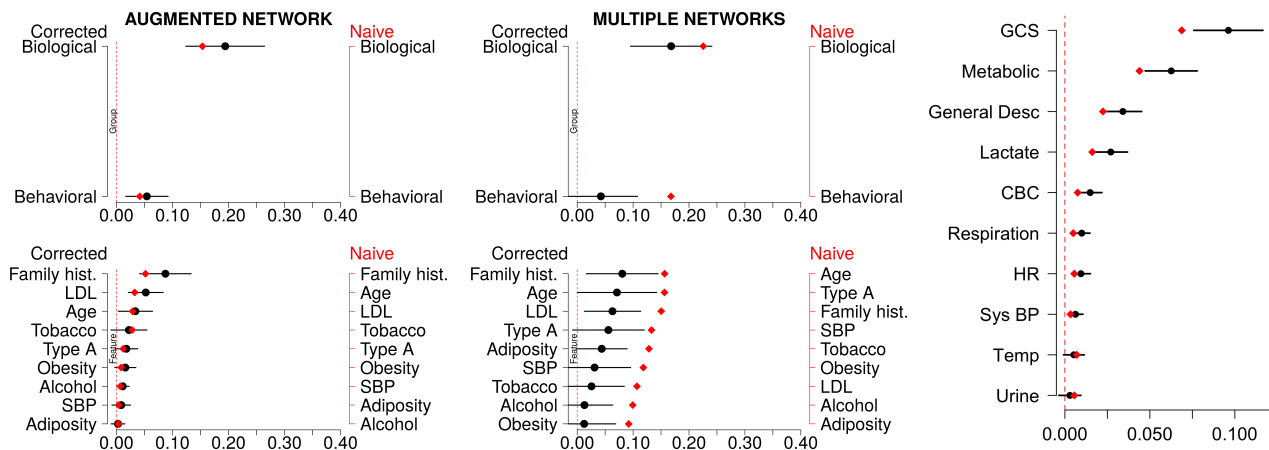 AUGMENTED NETWORK
Corrected
Naive
Biological
Biological
Group
Behavioral
Behavioral
0.00 0.10 0.20 0.30 0.40
Corrected
Naive
Family hist.
Family hist.
LDL
Age
Age
LDL
Tobacco
Tobacco
Feature
Type A
Type A
Obesity
Obesity
Alcohol
SBP
SBP
Adiposity
Adiposity
Alcohol
0.00 0.10 0.20 0.30 0.40
MULTIPLE NETWORKS
Corrected
Naive
Biological
Biological
Group
Behavioral
Behavioral
0.00 0.10 0.20 0.30 0.40
Corrected
Naive
Family hist.
Age
Age
Type A
LDL
Family hist.
Type A
SBP
Feature
Adiposity
Tobacco
SBP
Obesity
Tobacco
LDL
Alcohol
Alcohol
Obesity
Adiposity
0.00 0.10 0.20 0.30 0.40
GCS
Metabolic
General Desc
Lactate
CBC
Respiration
HR
Sys BP
Temp
Urine
0.000 0.050 0.100